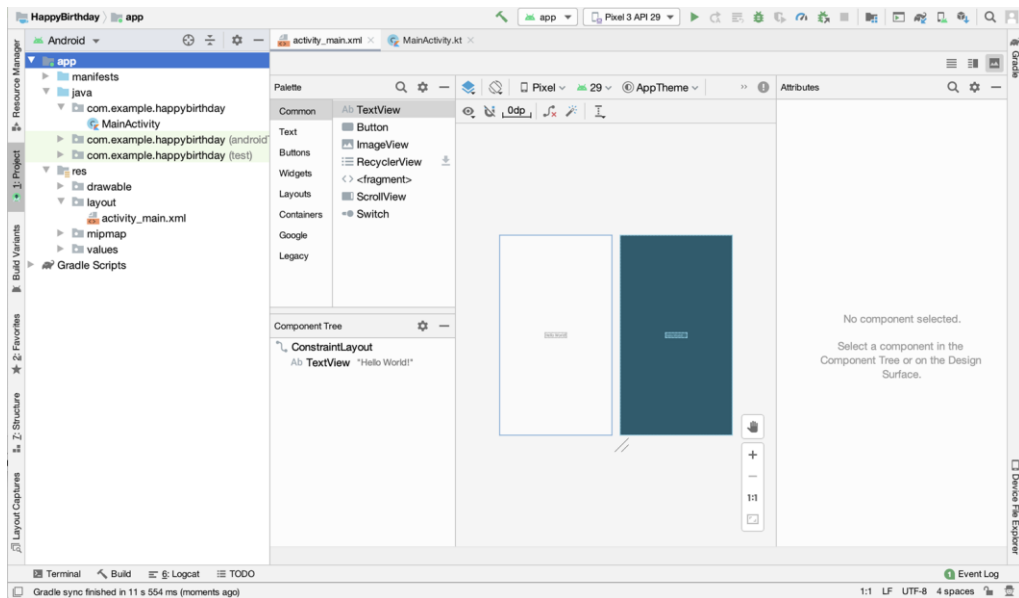 HappyBirthday app
app Pixel 3 API 29
Android
activity_main.xml MainActivity.kt
Resource Manager
1: Project
Build Variants
2: Favorites
Z: Structure
Layout Captures
app
manifests
java
com.example.happybirthday
MainActivity
com.example.happybirthday (android
com.example.happybirthday (test)
res
drawable
layout
activity_main.xml
mipmap
values
Gradle Scripts
Palette
Common
Text
Buttons
Widgets
Layouts
Containers
Google
Legacy
Ab TextView
Button
ImageView
RecyclerView
<fragment>
ScrollView
Switch
Component Tree
ConstraintLayout
Ab TextView "Hello World!"
Pixel 29 AppTheme
0dp
1:1
Attributes
No component selected.
Select a component in the
Component Tree or on the Design
Surface.
Gradle
Device File Explorer
Terminal Build 6: Logcat TODO
1 Event Log
Gradle sync finished in 11 s 554 ms (moments ago)
1:1 LF UTF-8 4 spaces